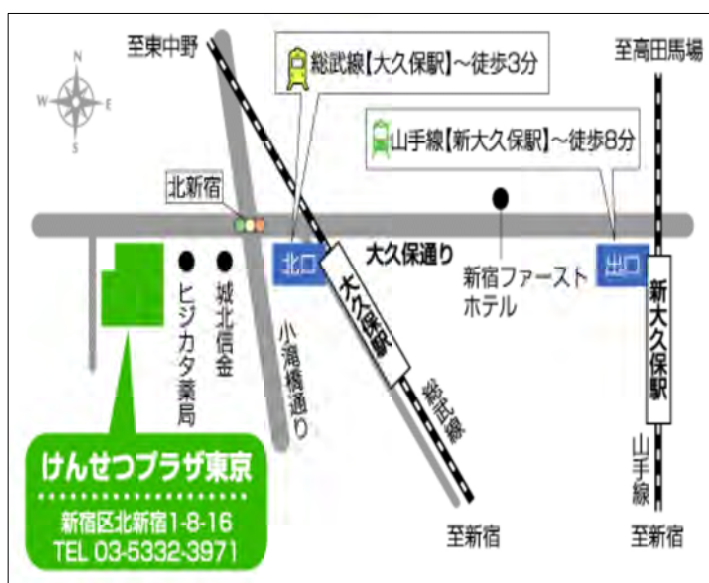 N
W
E
S
至東中野
総武線【大久保駅】〜徒歩3分
至高田馬場
山手線【新大久保駅】〜徒歩8分
北新宿
北口
大久保通り
新宿ファースト
ホテル
出口
ヒジカタ薬局
城北信金
小滝橋通り
大久保駅
総武線
新大久保駅
山手線
至新宿
至新宿
けんせつプラザ東京
新宿区北新宿1-8-16
TEL 03-5332-3971